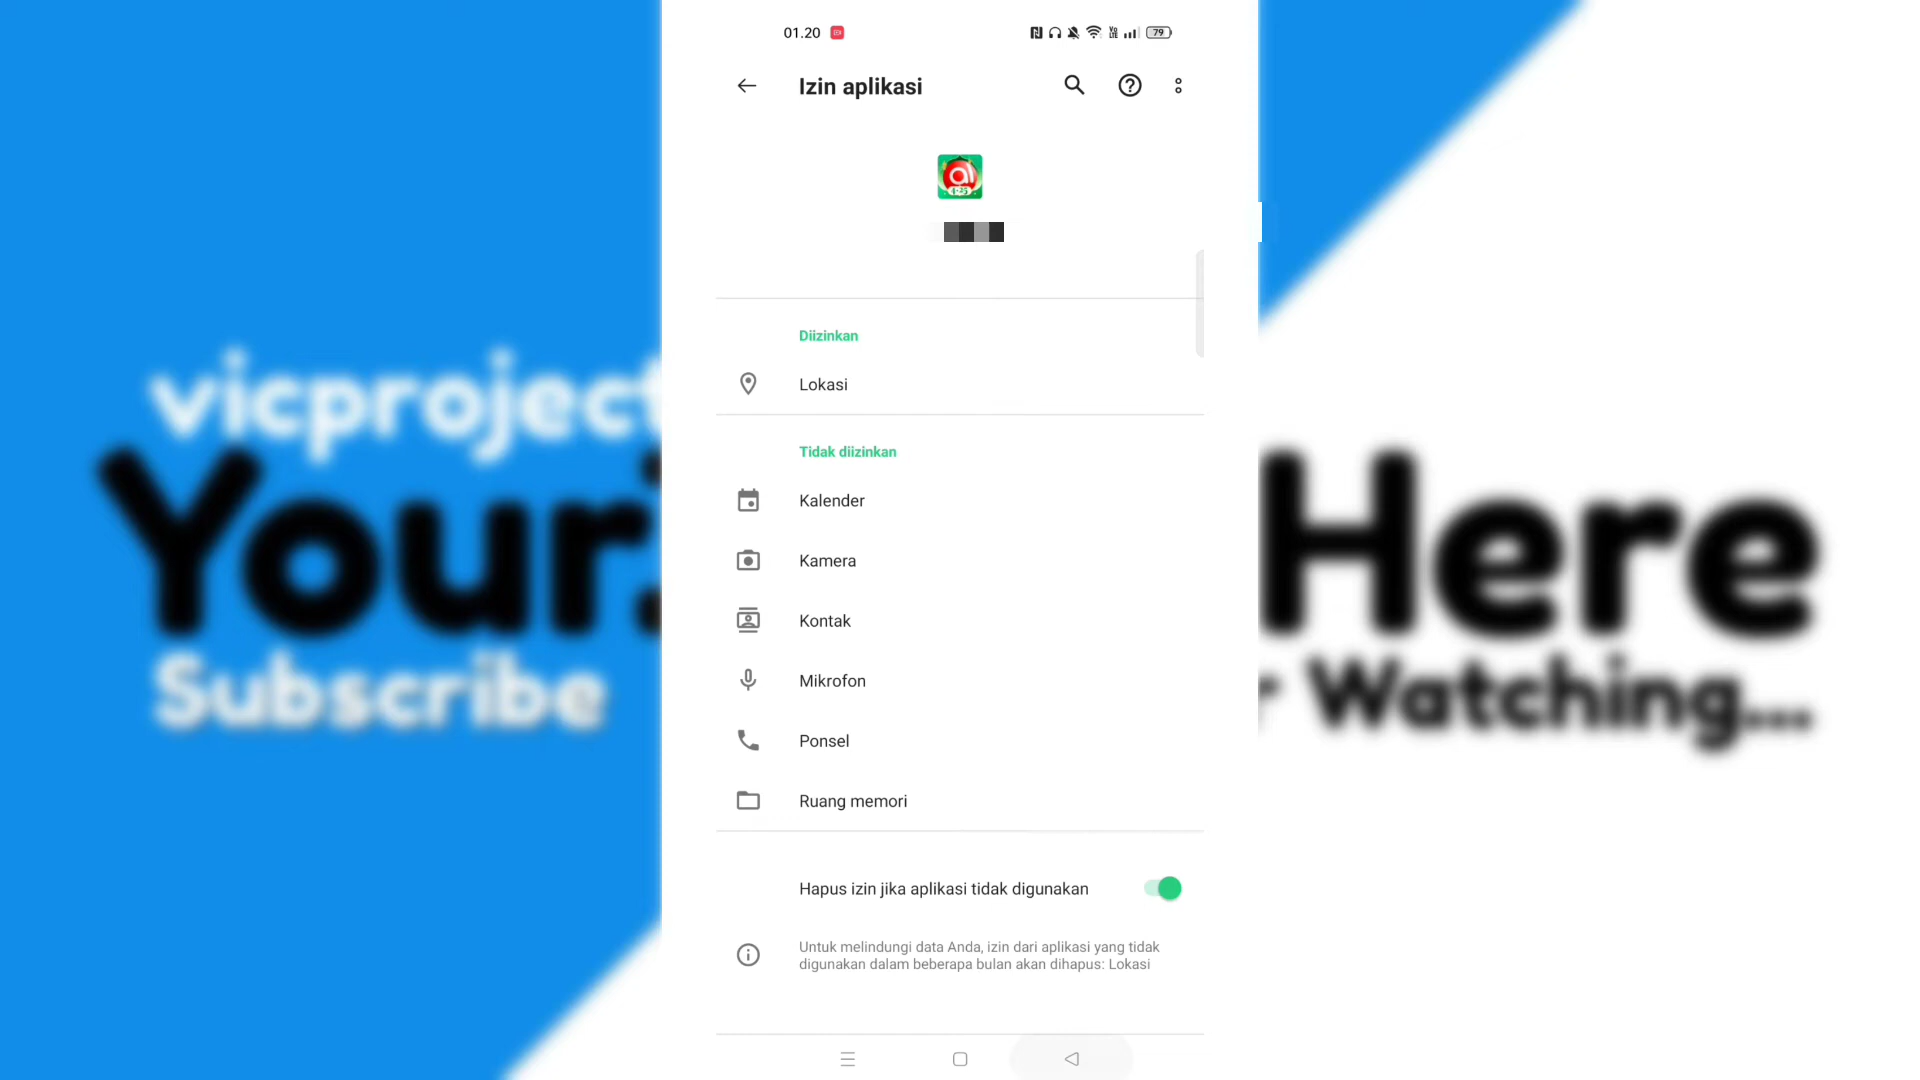 01.20
79
Izin aplikasi
Diizinkan
Lokasi
Tidak diizinkan
Kalender
Kamera
Kontak
Mikrofon
Ponsel
Ruang memori
Hapus izin jika aplikasi tidak digunakan
Untuk melindungi data Anda, izin dari aplikasi yang tidak
digunakan dalam beberapa bulan akan dihapus: Lokasi
vicproject
Your
Here
Subscribe
Watching...